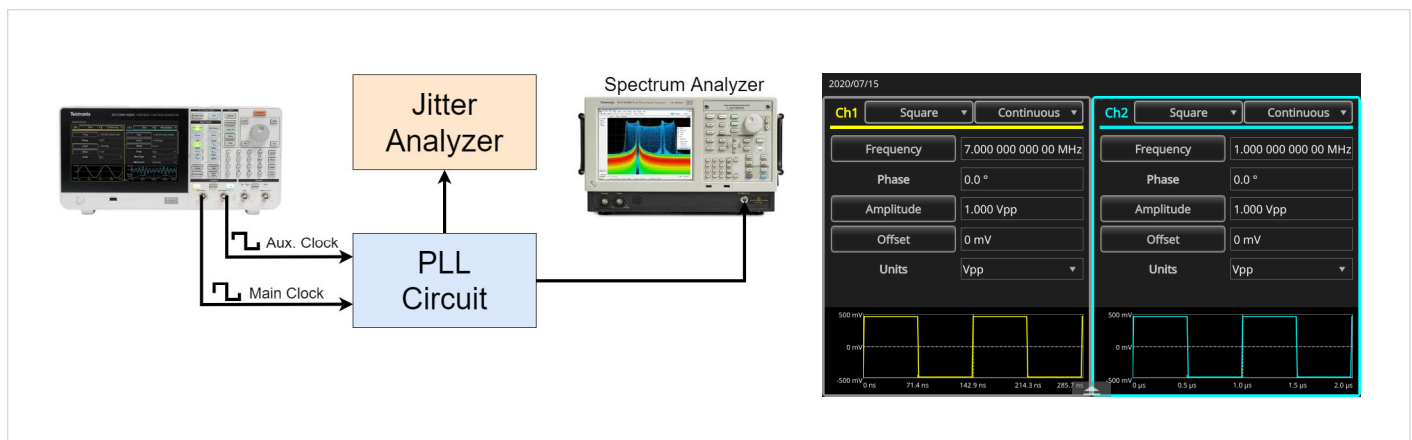 Spectrum Analyzer
Jitter
Analyzer
Tektronix
Aux. Clock
Main Clock
PLL
Circuit
2020/07/15
Ch1 Square Continuous
Frequency 7.000 000 000 00 MHz
Phase 0.0 °
Amplitude 1.000 Vpp
Offset 0 mV
Units Vpp
500 mV
0 mV
-500 mV
0 ns 71.4 ns 142.9 ns 214.3 ns 285.7 ns
Ch2 Square Continuous
Frequency 1.000 000 000 00 MHz
Phase 0.0 °
Amplitude 1.000 Vpp
Offset 0 mV
Units Vpp
500 mV
0 mV
-500 mV
0 µs 0.5 µs 1.0 µs 1.5 µs 2.0 µs